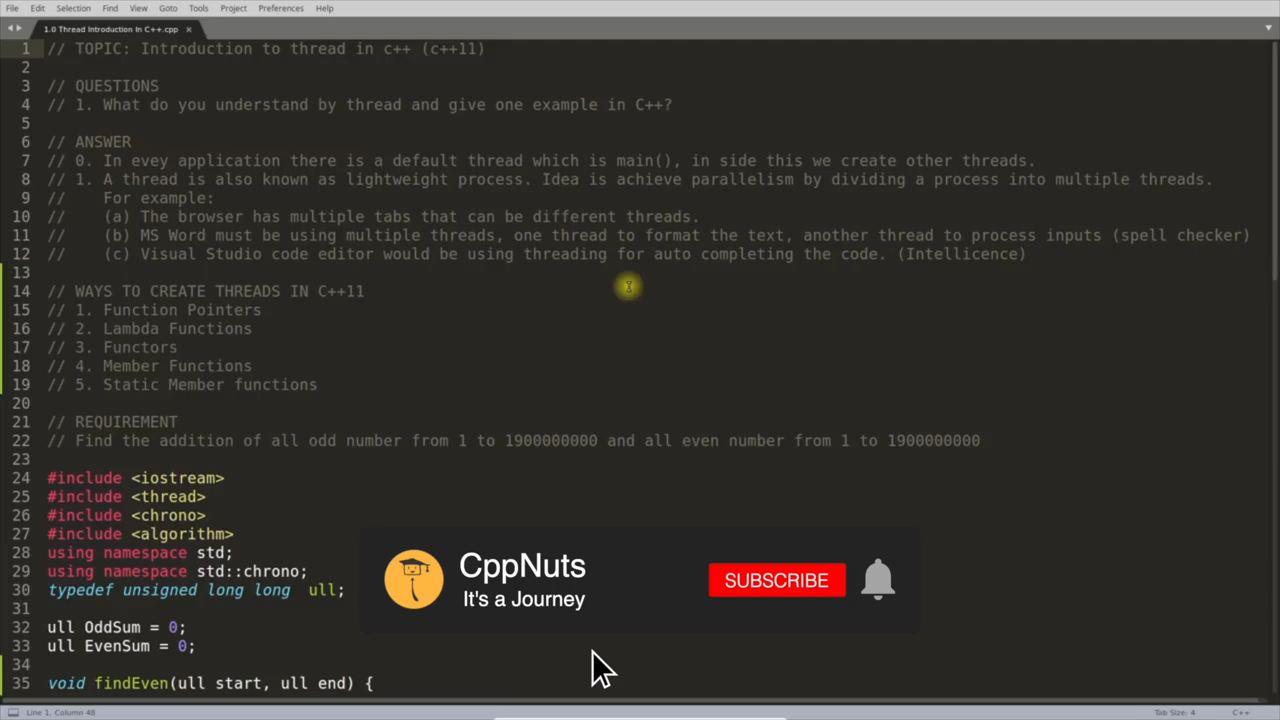 File Edit Selection Find View Goto Tools Project Preferences Help
1.0 Thread Introduction In C++.cpp ×
1 // TOPIC: Introduction to thread in c++ (c++11)
2
3 // QUESTIONS
4 // 1. What do you understand by thread and give one example in C++?
5
6 // ANSWER
7 // 0. In evey application there is a default thread which is main(), in side this we create other threads.
8 // 1. A thread is also known as lightweight process. Idea is achieve parallelism by dividing a process into multiple threads.
9 //    For example:
10 //    (a) The browser has multiple tabs that can be different threads.
11 //    (b) MS Word must be using multiple threads, one thread to format the text, another thread to process inputs (spell checker)
12 //    (c) Visual Studio code editor would be using threading for auto completing the code. (Intellicence)
13
14 // WAYS TO CREATE THREADS IN C++11
15 // 1. Function Pointers
16 // 2. Lambda Functions
17 // 3. Functors
18 // 4. Member Functions
19 // 5. Static Member functions
20
21 // REQUIREMENT
22 // Find the addition of all odd number from 1 to 1900000000 and all even number from 1 to 1900000000
23
24 #include <iostream>
25 #include <thread>
26 #include <chrono>
27 #include <algorithm>
28 using namespace std;
29 using namespace std::chrono;
30 typedef unsigned long long  ull;
31
32 ull OddSum = 0;
33 ull EvenSum = 0;
34
35 void findEven(ull start, ull end) {
CppNuts
It's a Journey
SUBSCRIBE
Line 1, Column 48
Tab Size: 4
C++